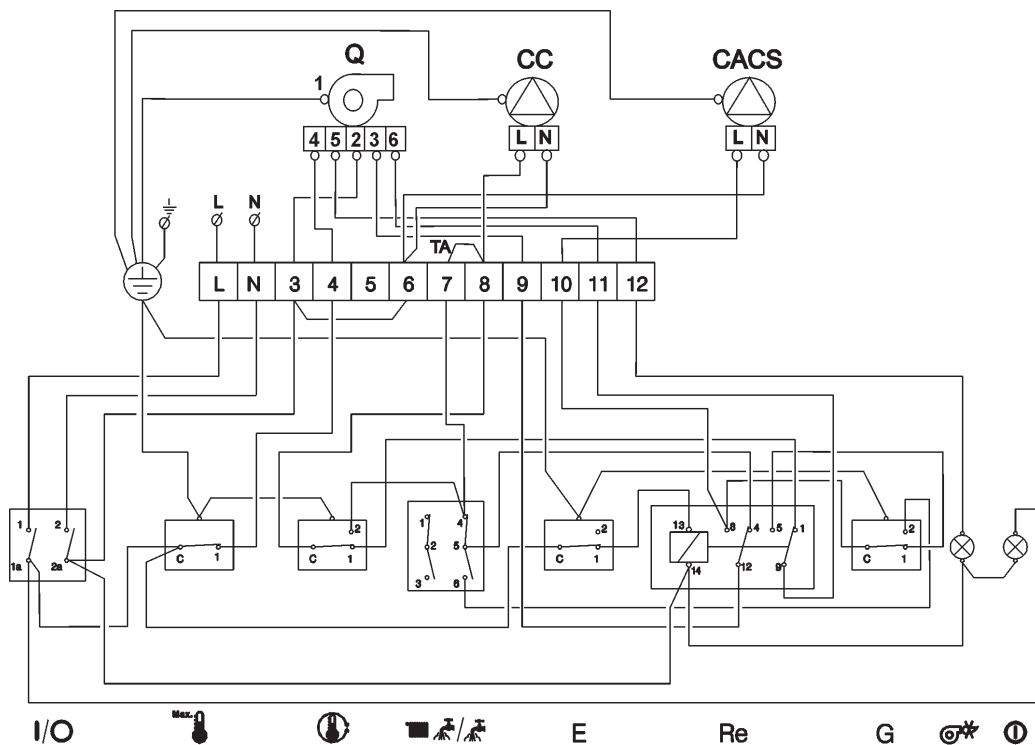 Q CC CACS
1
4 5 2 3 6
L N
L N
L N
TA
L N 3 4 5 6 7 8 9 10 11 12
1 2
1a 2a
C 1
2
C 1
1 4
2 5
3 6
2
C 1
13 8 4 5 1
14 12 9
2
C 1
I/O Max. / E Re G